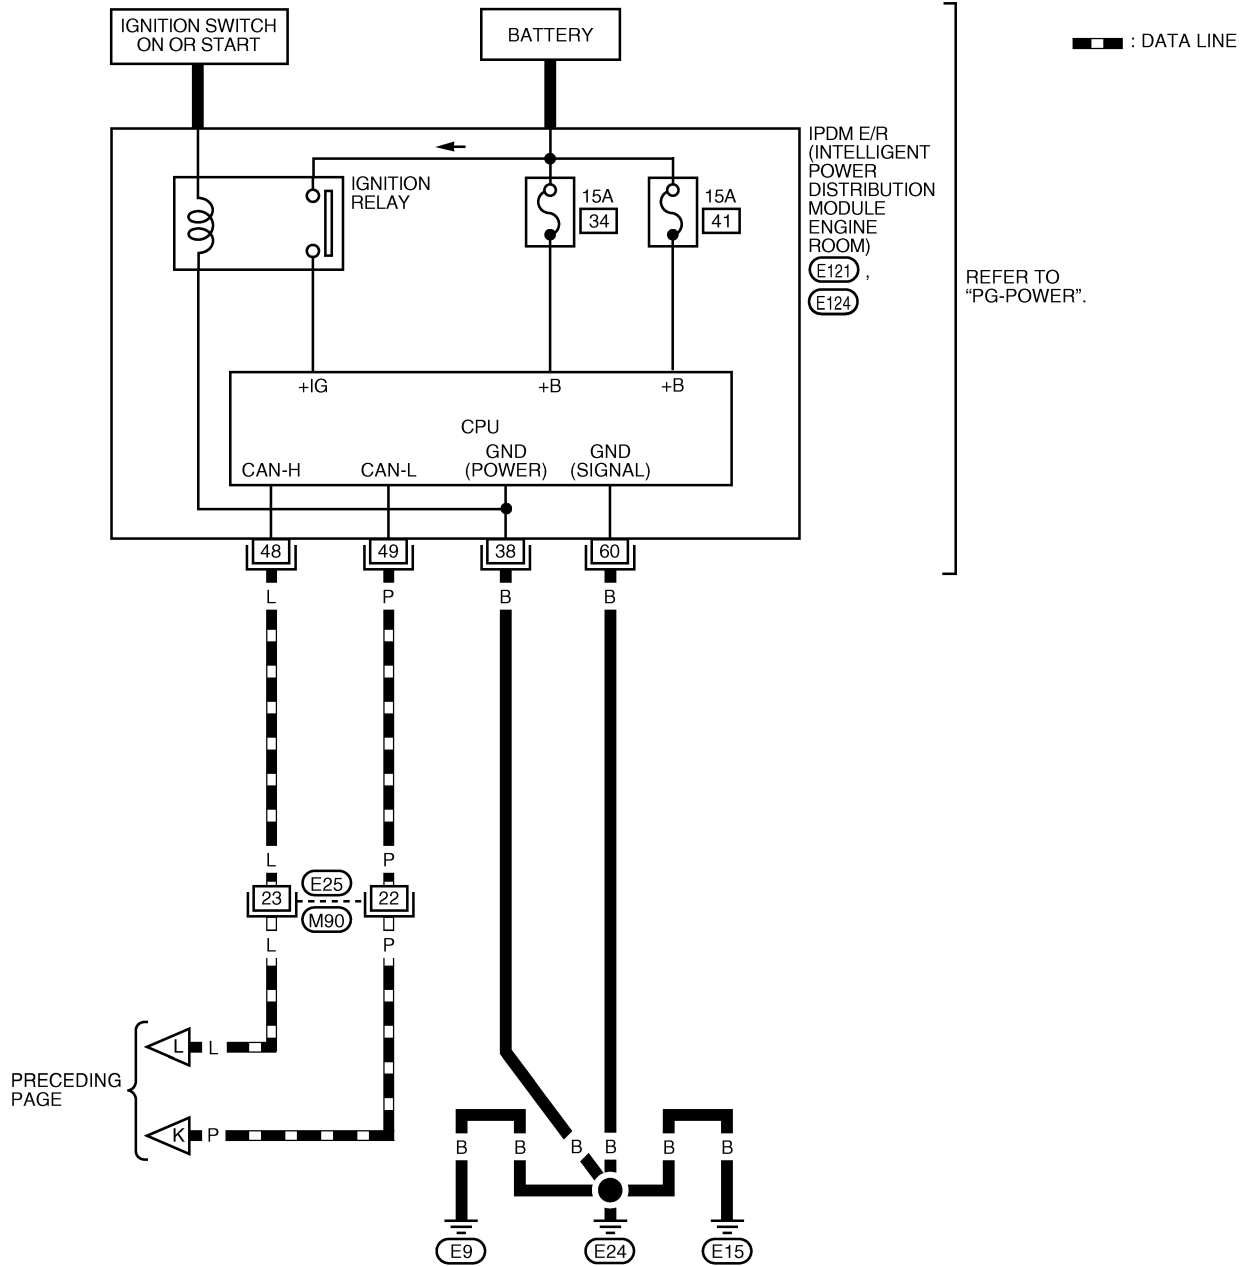 IGNITION SWITCH
ON OR START
BATTERY
: DATA LINE
IPDM E/R
(INTELLIGENT
POWER
DISTRIBUTION
MODULE
ENGINE
ROOM)
E121 ,
E124
IGNITION
RELAY
15A
34
15A
41
REFER TO
“PG-POWER”.
+IG
+B
+B
CPU
CAN-H
CAN-L
GND
(POWER)
GND
(SIGNAL)
48
49
38
60
L
P
B
B
L
P
23
E25
22
M90
L
P
L
L
PRECEDING
PAGE
K
P
B
B
B
B
B
B
E9
E24
E15